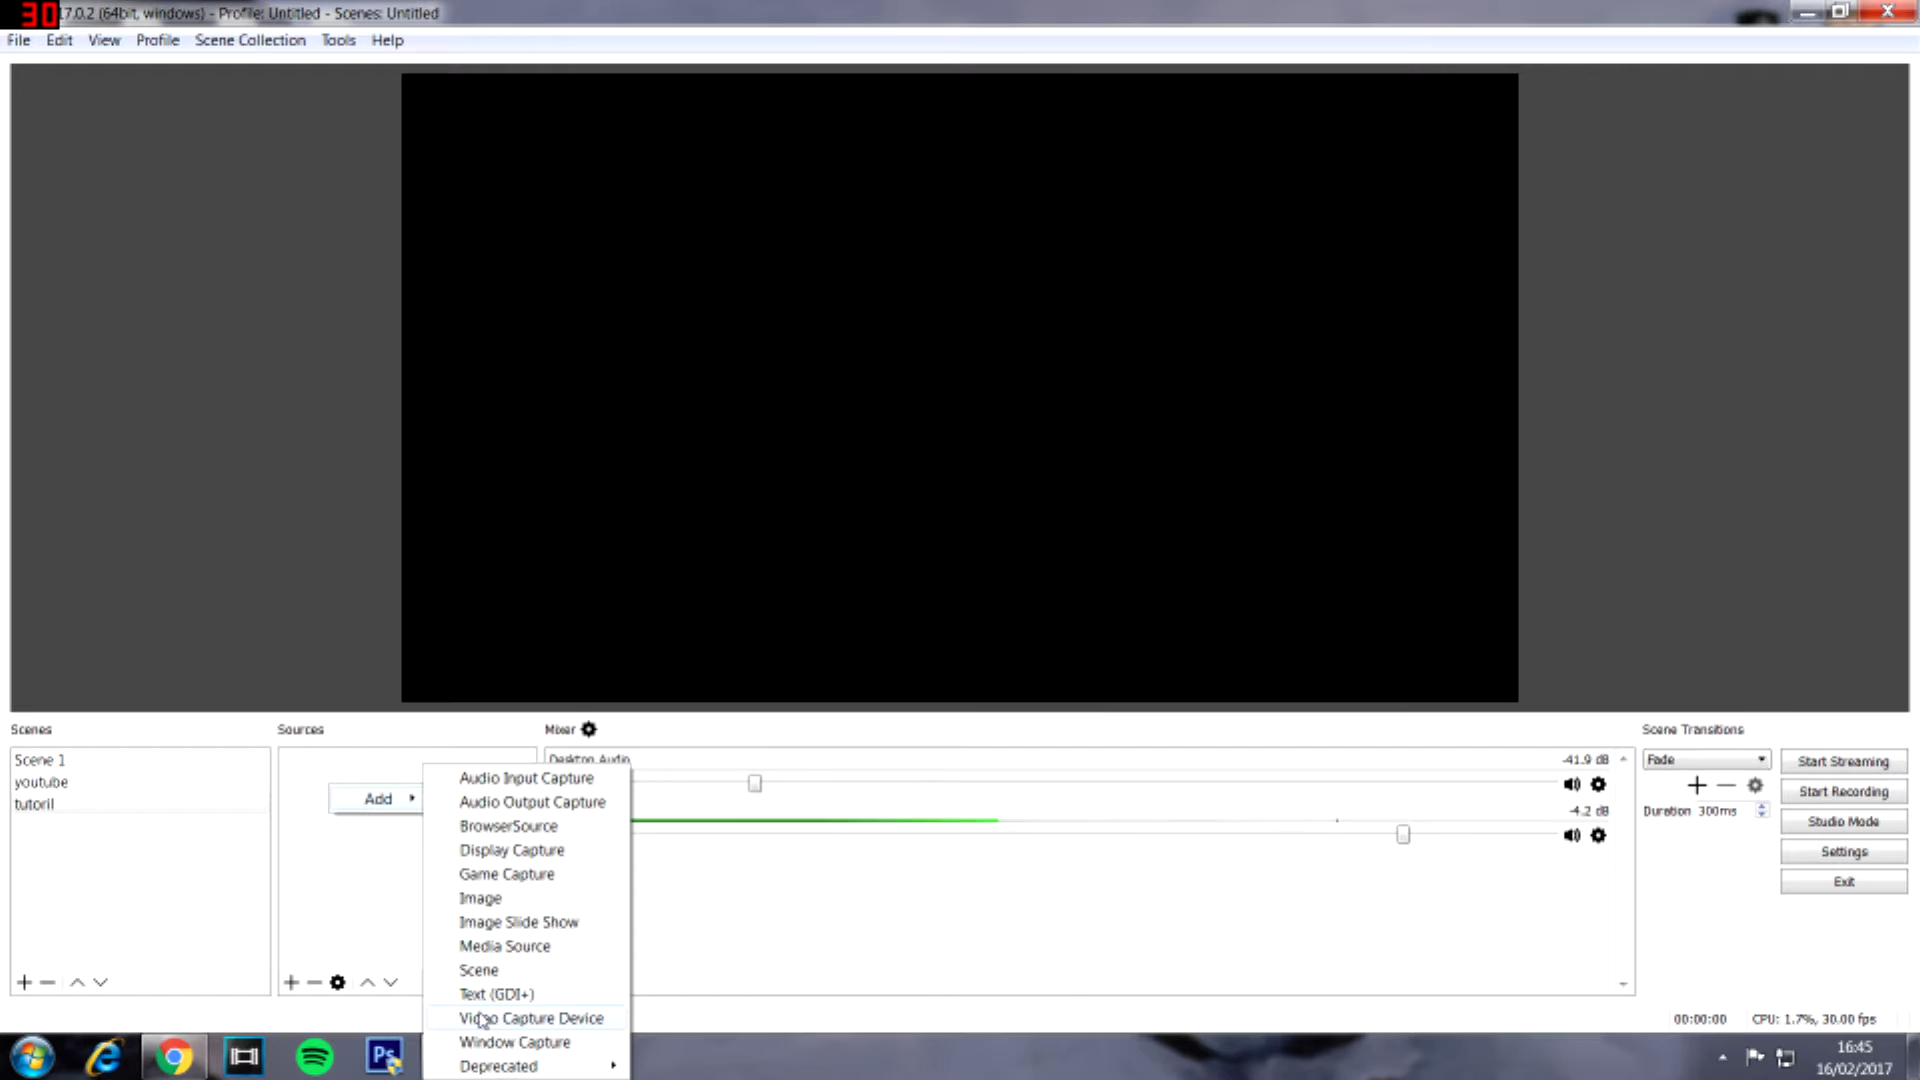 30
17.0.2 (64bit, windows) - Profile: Untitled - Scenes: Untitled
File Edit View Profile Scene Collection Tools Help
Scenes
Sources
Mixer
Scene Transitions
Scene 1
youtube
tutoril
Add
Audio Input Capture
Audio Output Capture
BrowserSource
Display Capture
Game Capture
Image
Image Slide Show
Media Source
Scene
Text (GDI+)
Video Capture Device
Window Capture
Deprecated
Desktop Audio
-41.9 dB
-4.2 dB
Fade
Duration 300ms
Start Streaming
Start Recording
Studio Mode
Settings
Exit
00:00:00
CPU: 1.7%, 30.00 fps
Ps
16:45
16/02/2017